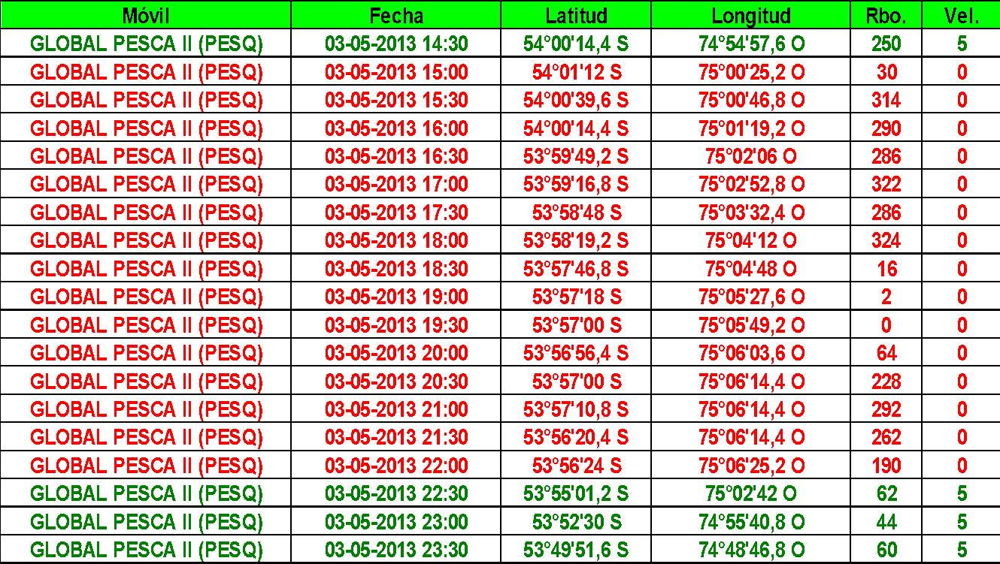 Móvil Fecha Latitud Longitud Rbo. Vel.
GLOBAL PESCA II (PESQ) 03-05-2013 14:30 54°00'14,4 S 74°54'57,6 O 250 5
GLOBAL PESCA II (PESQ) 03-05-2013 15:00 54°01'12 S 75°00'25,2 O 30 0
GLOBAL PESCA II (PESQ) 03-05-2013 15:30 54°00'39,6 S 75°00'46,8 O 314 0
GLOBAL PESCA II (PESQ) 03-05-2013 16:00 54°00'14,4 S 75°01'19,2 O 290 0
GLOBAL PESCA II (PESQ) 03-05-2013 16:30 53°59'49,2 S 75°02'06 O 286 0
GLOBAL PESCA II (PESQ) 03-05-2013 17:00 53°59'16,8 S 75°02'52,8 O 322 0
GLOBAL PESCA II (PESQ) 03-05-2013 17:30 53°58'48 S 75°03'32,4 O 286 0
GLOBAL PESCA II (PESQ) 03-05-2013 18:00 53°58'19,2 S 75°04'12 O 324 0
GLOBAL PESCA II (PESQ) 03-05-2013 18:30 53°57'46,8 S 75°04'48 O 16 0
GLOBAL PESCA II (PESQ) 03-05-2013 19:00 53°57'18 S 75°05'27,6 O 2 0
GLOBAL PESCA II (PESQ) 03-05-2013 19:30 53°57'00 S 75°05'49,2 O 0 0
GLOBAL PESCA II (PESQ) 03-05-2013 20:00 53°56'56,4 S 75°06'03,6 O 64 0
GLOBAL PESCA II (PESQ) 03-05-2013 20:30 53°57'00 S 75°06'14,4 O 228 0
GLOBAL PESCA II (PESQ) 03-05-2013 21:00 53°57'10,8 S 75°06'14,4 O 292 0
GLOBAL PESCA II (PESQ) 03-05-2013 21:30 53°56'20,4 S 75°06'14,4 O 262 0
GLOBAL PESCA II (PESQ) 03-05-2013 22:00 53°56'24 S 75°06'25,2 O 190 0
GLOBAL PESCA II (PESQ) 03-05-2013 22:30 53°55'01,2 S 75°02'42 O 62 5
GLOBAL PESCA II (PESQ) 03-05-2013 23:00 53°52'30 S 74°55'40,8 O 44 5
GLOBAL PESCA II (PESQ) 03-05-2013 23:30 53°49'51,6 S 74°48'46,8 O 60 5